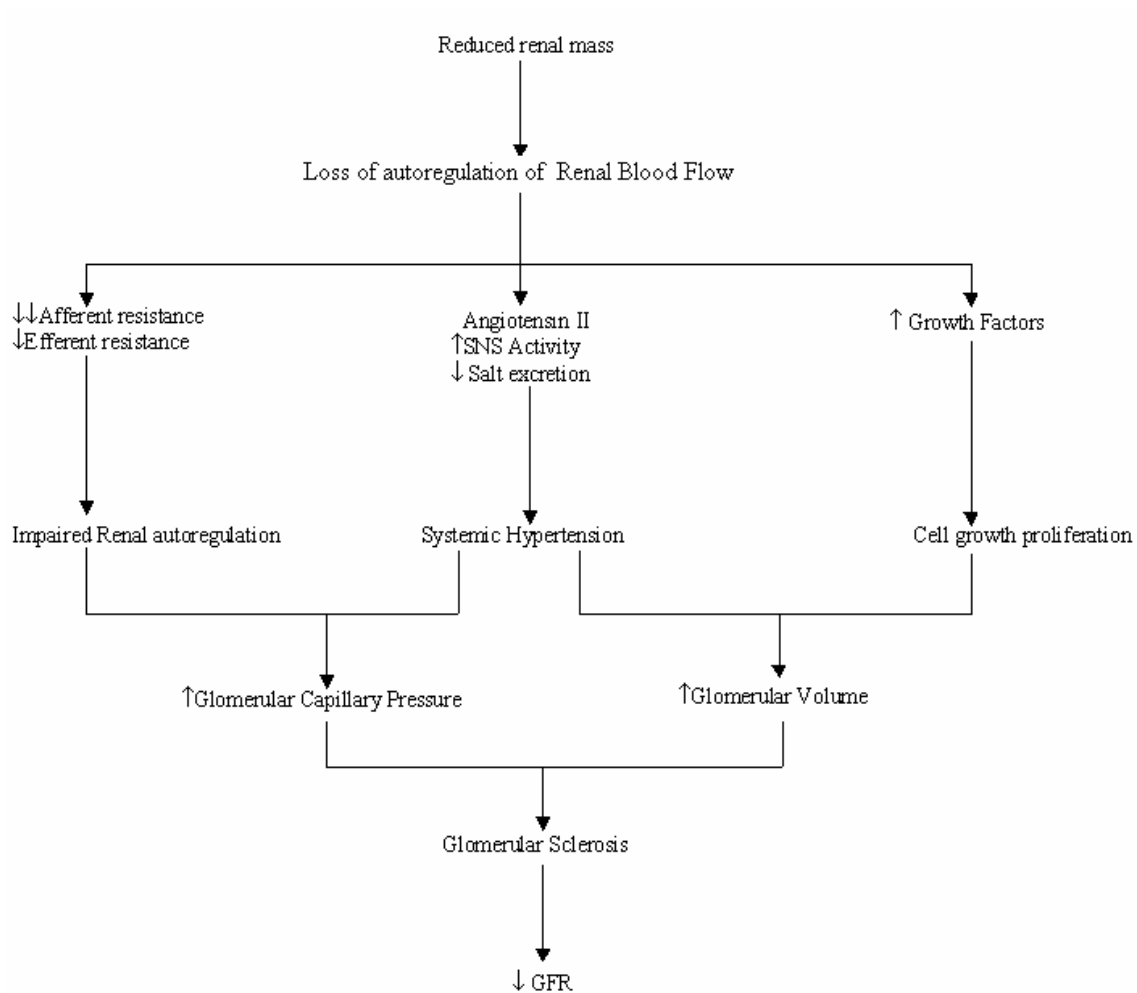 Reduced renal mass
Loss of autoregulation of Renal Blood Flow
↓↓Afferent resistance
↓Efferent resistance
Angiotensin II
↑SNS Activity
↓ Salt excretion
↑ Growth Factors
Impaired Renal autoregulation
Systemic Hypertension
Cell growth proliferation
↑Glomerular Capillary Pressure
↑Glomerular Volume
Glomerular Sclerosis
↓ GFR